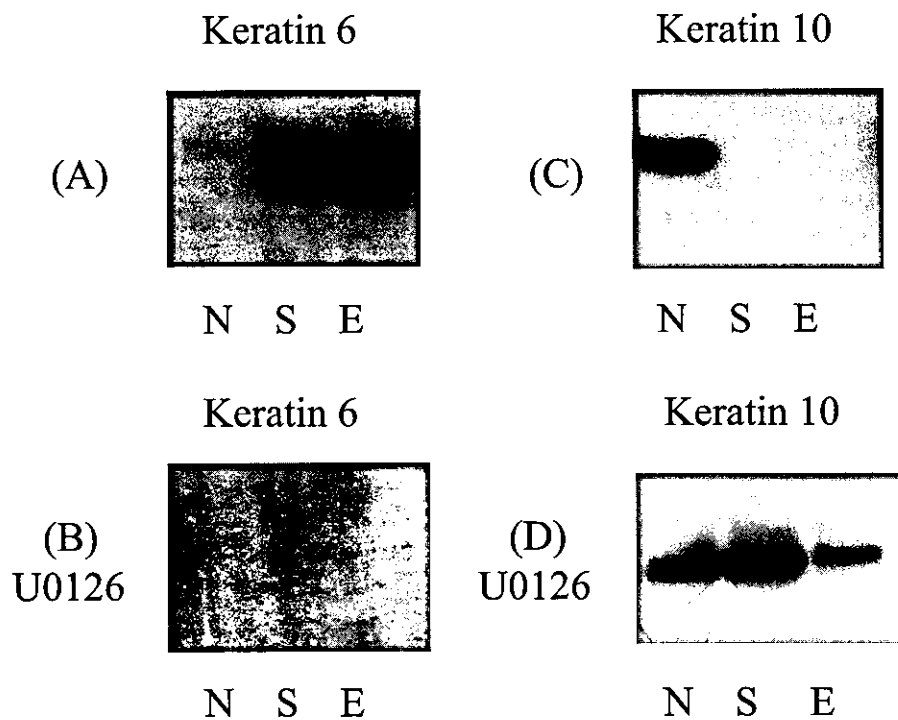 Keratin 6
Keratin 10
(A)
(C)
N S E
N S E
Keratin 6
Keratin 10
(B)
U0126
(D)
U0126
N S E
N S E